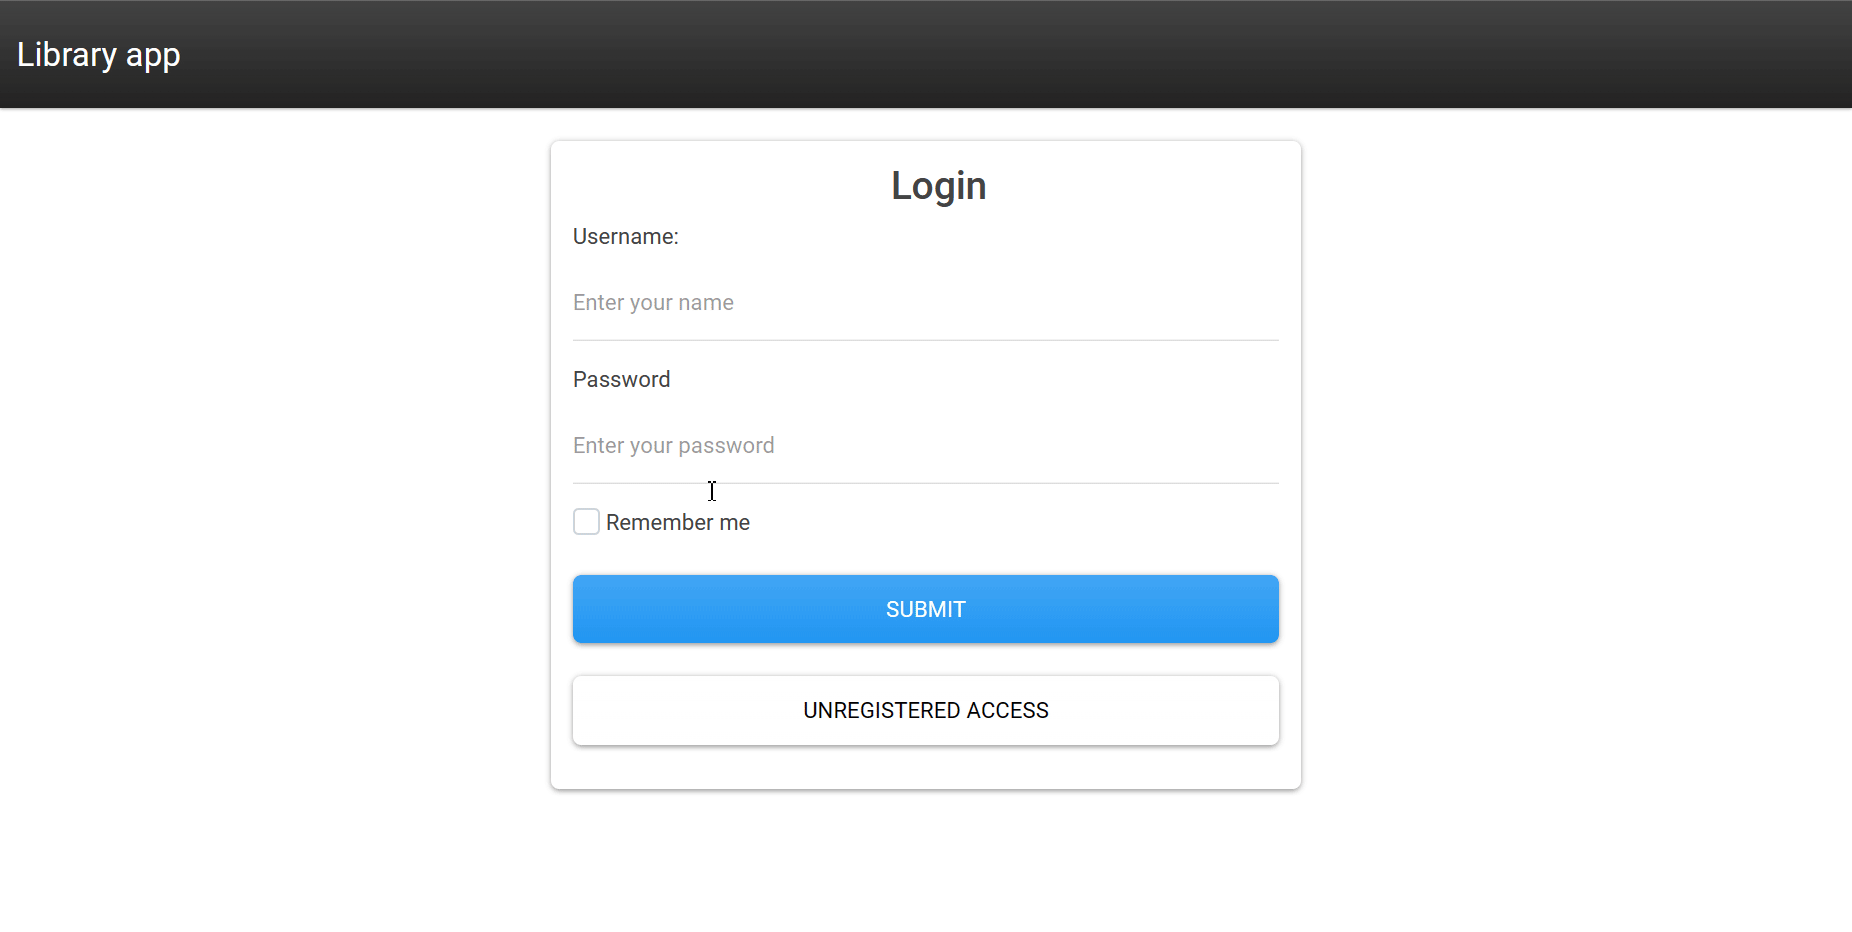 Library app
Login
Username:
Enter your name
Password
Enter your password
Remember me
SUBMIT
UNREGISTERED ACCESS